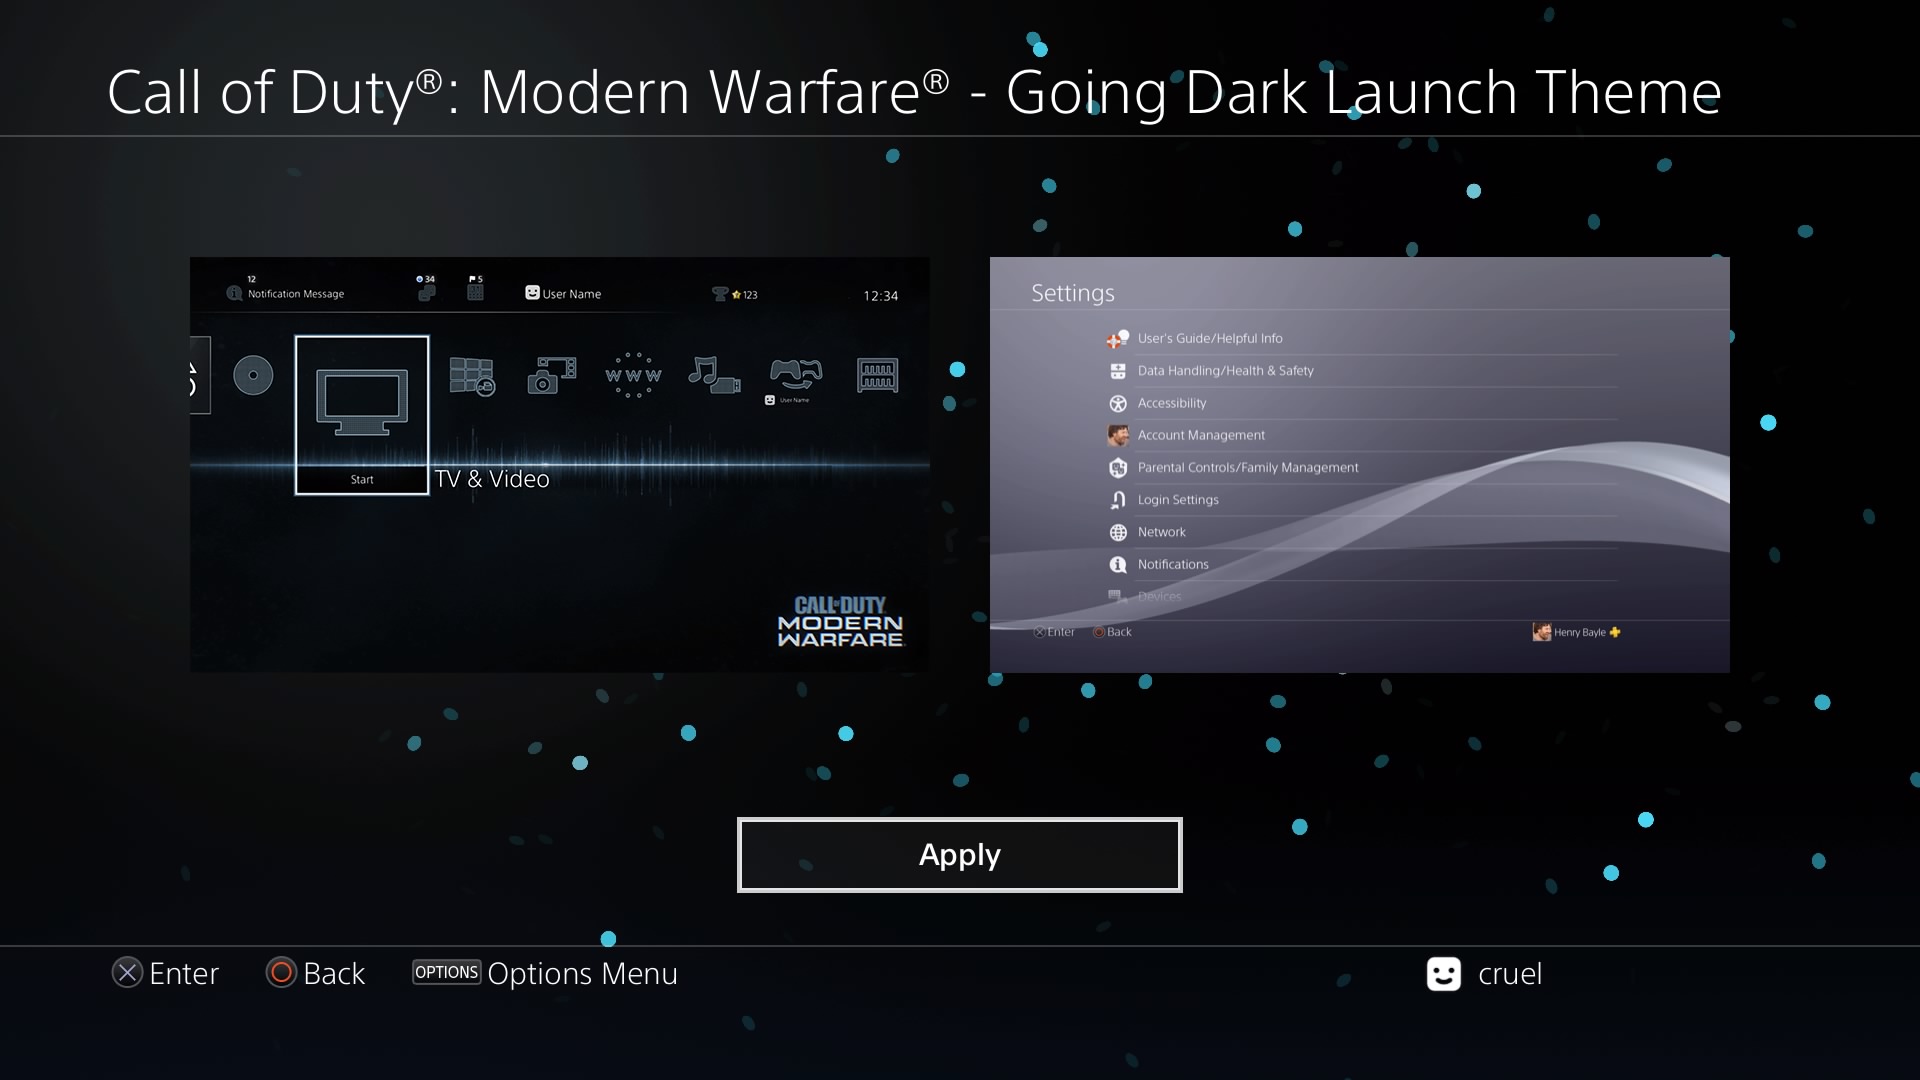 Call of Duty®: Modern Warfare® - Going Dark Launch Theme
12
Notification Message
34
5
User Name
123
12:34
WWW
User Name
Start
TV & Video
CALL OF DUTY
MODERN
WARFARE
Settings
User's Guide/Helpful Info
Data Handling/Health & Safety
Accessibility
Account Management
Parental Controls/Family Management
Login Settings
Network
Notifications
Devices
Enter Back
Henry Bayle
Apply
Enter Back OPTIONS Options Menu
cruel